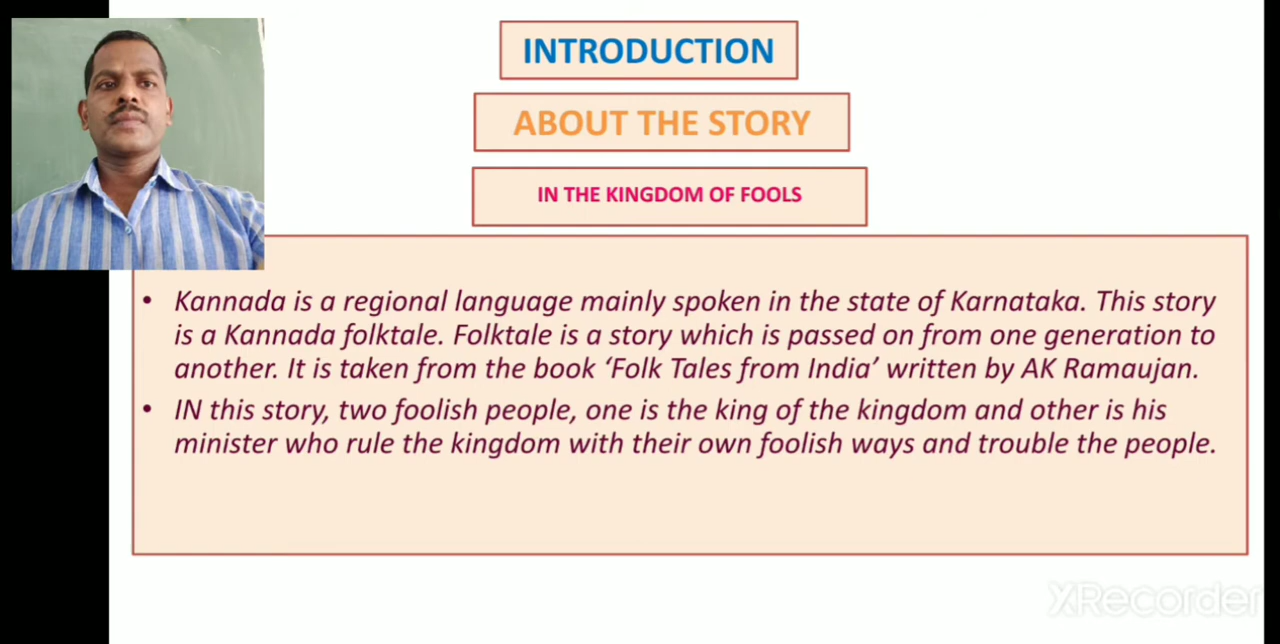 INTRODUCTION
ABOUT THE STORY
IN THE KINGDOM OF FOOLS
• Kannada is a regional language mainly spoken in the state of Karnataka. This story
is a Kannada folktale. Folktale is a story which is passed on from one generation to
another. It is taken from the book ‘Folk Tales from India’ written by AK Ramaujan.
• IN this story, two foolish people, one is the king of the kingdom and other is his
minister who rule the kingdom with their own foolish ways and trouble the people.
XRecorder